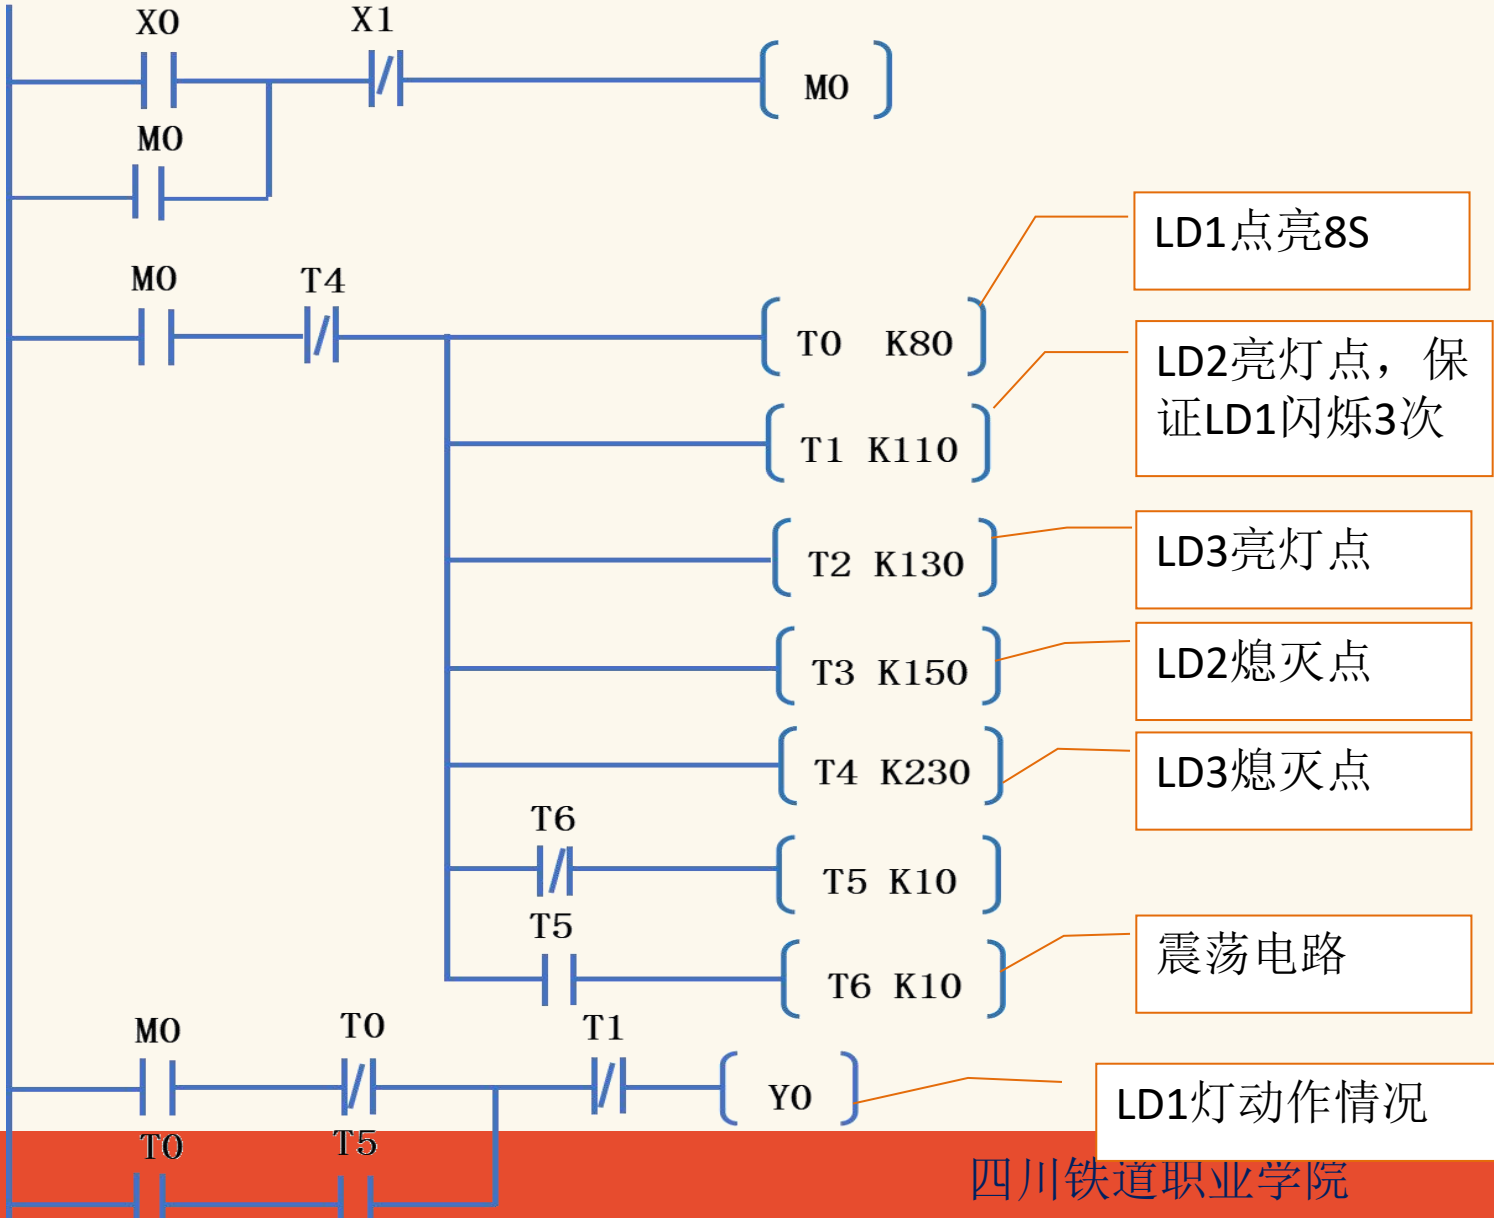 X0 X1
M0
M0
LD1点亮8S
M0 T4
T0 K80
LD2亮灯点，保
证LD1闪烁3次
T1 K110
LD3亮灯点
T2 K130
LD2熄灭点
T3 K150
LD3熄灭点
T4 K230
T6
T5 K10
T5
震荡电路
T6 K10
M0 T0 T1
Y0
LD1灯动作情况
T0 T5
四川铁道职业学院